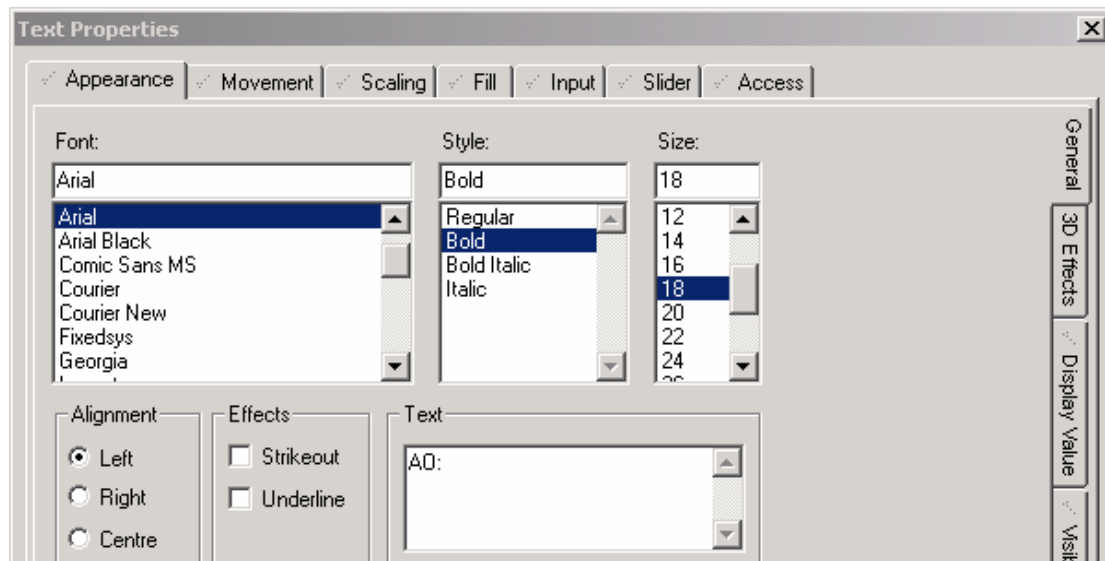 Text Properties
Appearance Movement Scaling Fill Input Slider Access
Font: Style: Size:
Arial Bold 18
Arial
Arial Black
Comic Sans MS
Courier
Courier New
Fixedsys
Georgia
Regular
Bold
Bold Italic
Italic
12
14
16
18
20
22
24
General
3D Effects
Display Value
Alignment
Left
Right
Centre
Effects
Strikeout
Underline
Text
AO: